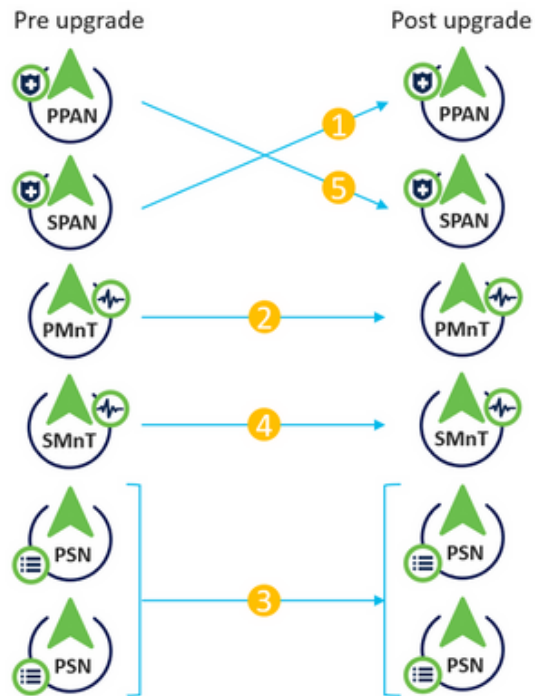 Pre upgrade
Post upgrade
PPAN
1
PPAN
5
SPAN
SPAN
PMnT
2
PMnT
SMnT
4
SMnT
PSN
PSN
3
PSN
PSN